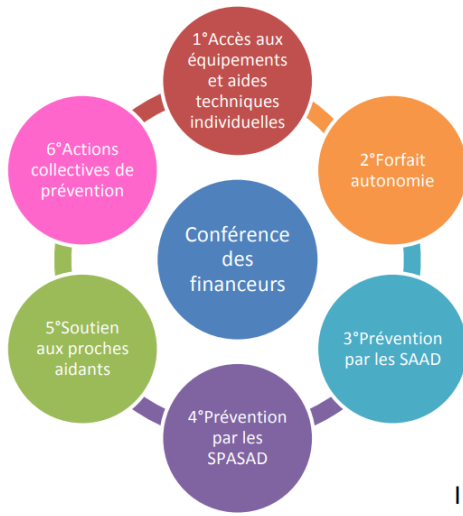 1°Accès aux
équipements
et aides
techniques
individuelles
2°Forfait
autonomie
3°Prévention
par les SAAD
4°Prévention
par les
SPASAD
5°Soutien
aux proches
aidants
6°Actions
collectives de
prévention
Conférence
des
financeurs